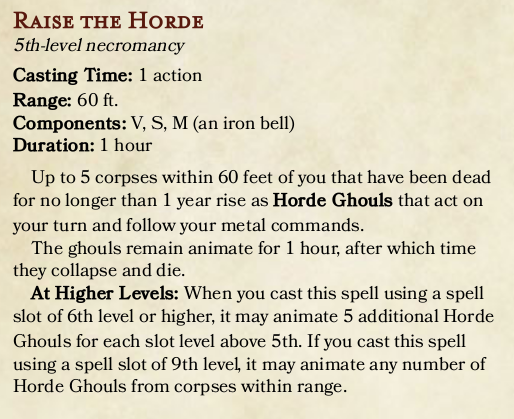 Raise the Horde
5th-level necromancy
Casting Time: 1 action
Range: 60 ft.
Components: V, S, M (an iron bell)
Duration: 1 hour
Up to 5 corpses within 60 feet of you that have been dead
for no longer than 1 year rise as Horde Ghouls that act on
your turn and follow your metal commands.
The ghouls remain animate for 1 hour, after which time
they collapse and die.
At Higher Levels: When you cast this spell using a spell
slot of 6th level or higher, it may animate 5 additional Horde
Ghouls for each slot level above 5th. If you cast this spell
using a spell slot of 9th level, it may animate any number of
Horde Ghouls from corpses within range.